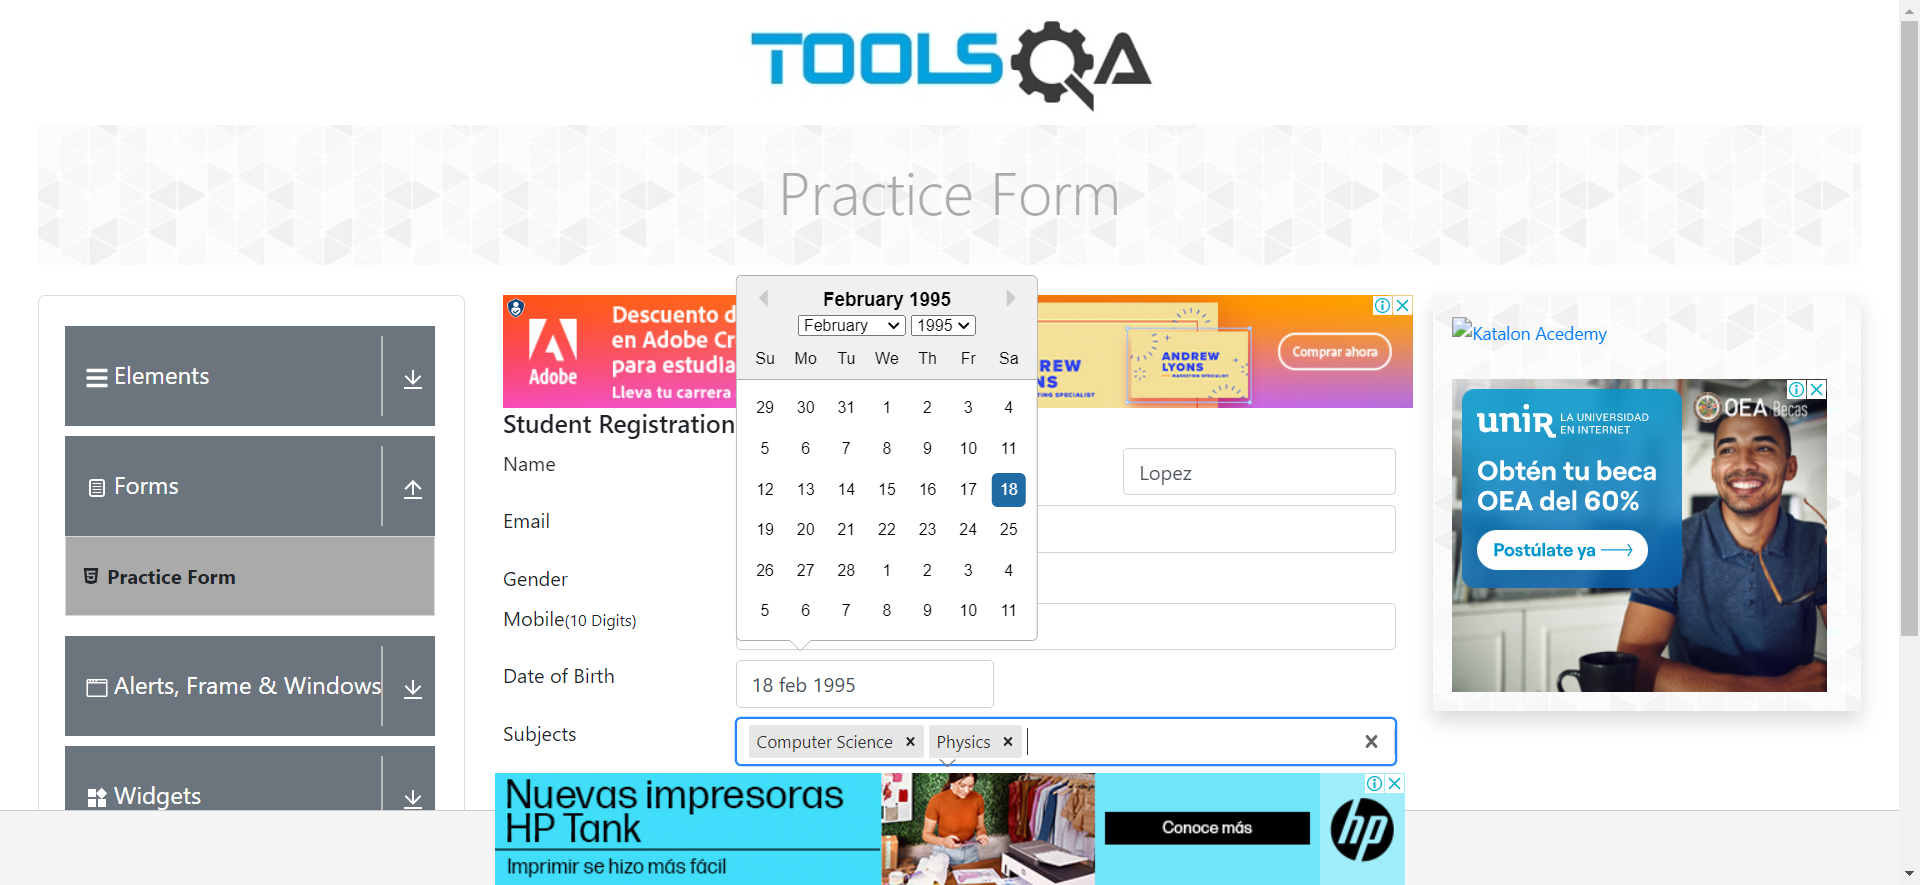 TOOLSQA
Practice Form
Elements
Forms
Practice Form
Alerts, Frame & Windows
Widgets
Adobe
Descuento d
en Adobe Cr
para estudia
Lleva tu carrera
REW
NS
TING SPECIALIST
ANDREW
LYONS
MARKETING SPECIALIST
Comprar ahora
February 1995
February 1995
Su Mo Tu We Th Fr Sa
29 30 31 1 2 3 4
5 6 7 8 9 10 11
12 13 14 15 16 17 18
19 20 21 22 23 24 25
26 27 28 1 2 3 4
5 6 7 8 9 10 11
Student Registration
Name
Lopez
Email
Gender
Mobile(10 Digits)
Date of Birth
18 feb 1995
Subjects
Computer Science
Physics
Katalon Acedemy
unir LA UNIVERSIDAD
EN INTERNET
OEA Becas
Obtén tu beca
OEA del 60%
Postúlate ya
Nuevas impresoras
HP Tank
Imprimir se hizo más fácil
Conoce más
hp